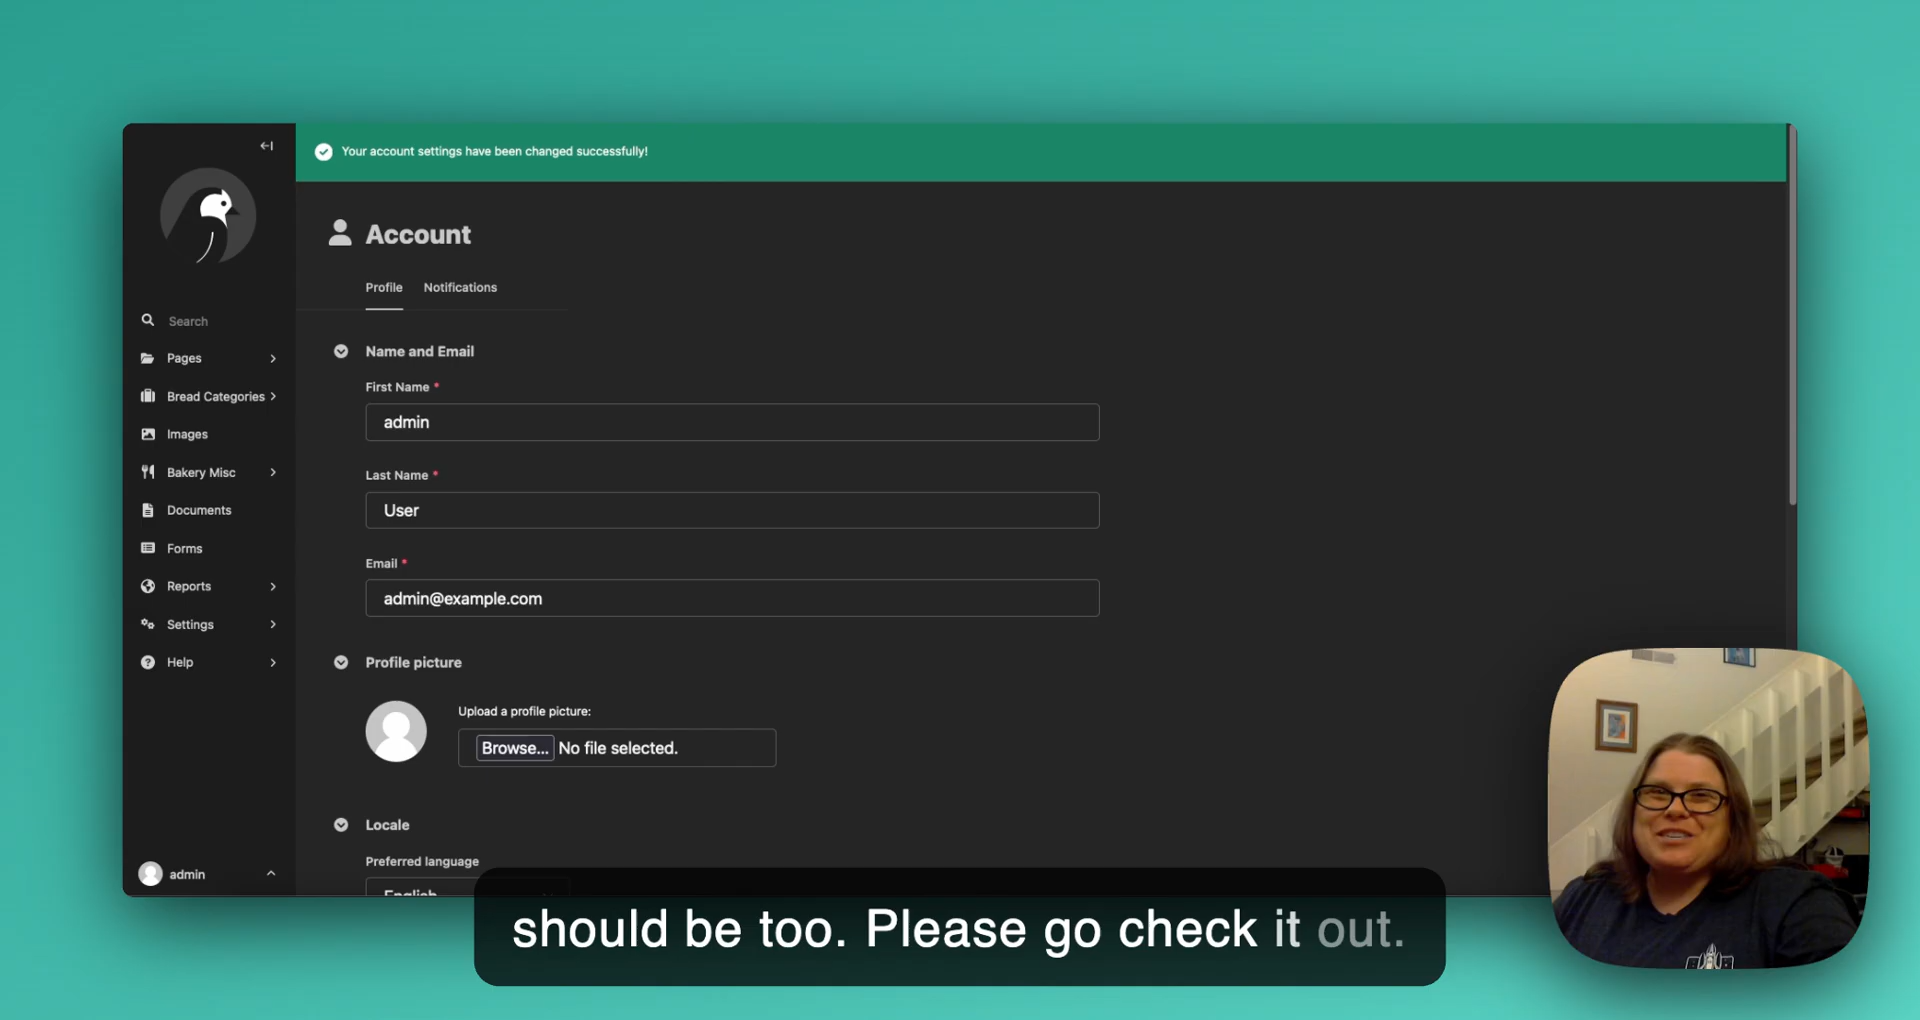 Your account settings have been changed successfully!
Account
Profile
Notifications
Search
Pages
Bread Categories
Images
Bakery Misc
Documents
Forms
Reports
Settings
Help
admin
Name and Email
First Name *
admin
Last Name *
User
Email *
admin@example.com
Profile picture
Upload a profile picture:
Browse... No file selected.
Locale
Preferred language
English
should be too. Please go check it out.